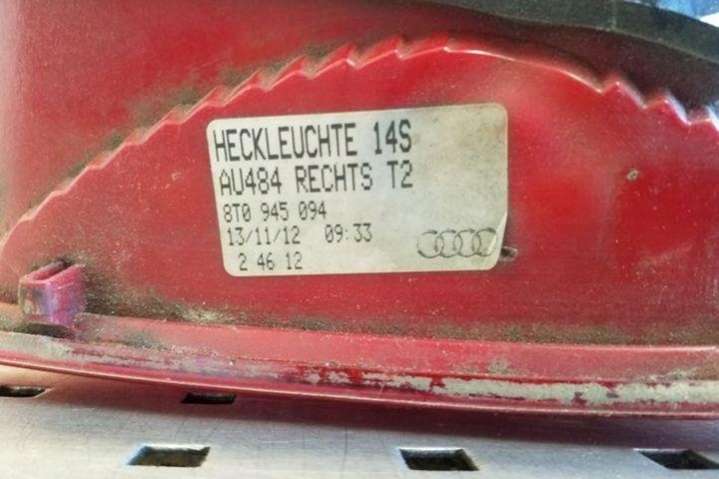 HECKLEUCHTE 14S
AU484 RECHTS T2
8T0 945 094
13/11/12 09:33
2 46 12